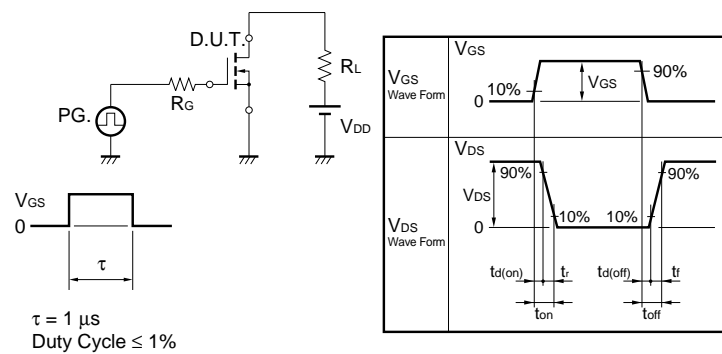 D.U.T.
RL
RG
PG.
VDD
VGS
0
τ
τ = 1 μs
Duty Cycle ≤ 1%
VGS
Wave Form
VGS
10%
VGS
90%
0
VDS
Wave Form
VDS
90%
VDS
90%
10%
10%
0
td(on)
tr
td(off)
tf
ton
toff